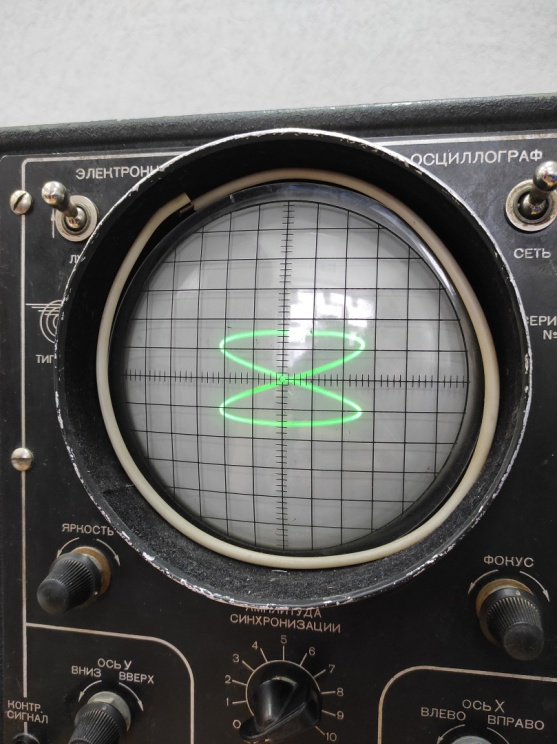 ОСЦИЛЛОГРАФ
СЕТЬ
ЯРКОСТЬ
ФОКУС
АМПЛИТУДА
СИНХРОНИЗАЦИИ
0 1 2 3 4 5 6 7 8 9 10
ОСЬ У
ВНИЗ ВВЕРХ
КОНТР.
СИГНАЛ
ОСЬ X
ВЛЕВО ВПРАВО